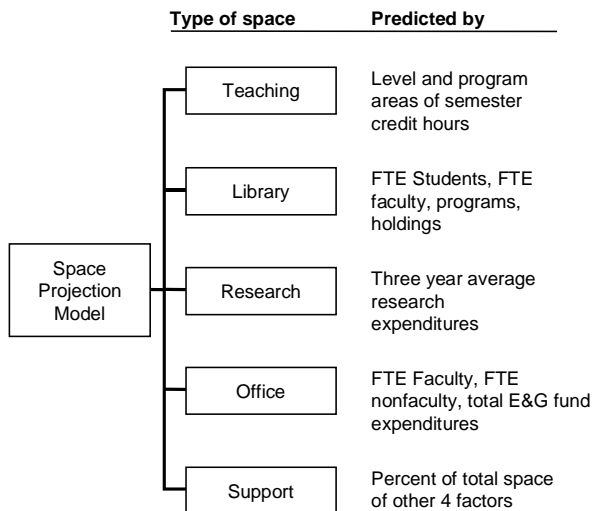 Type of space Predicted by
Teaching
Level and program
areas of semester
credit hours
Library
FTE Students, FTE
faculty, programs,
holdings
Space
Projection
Model
Research
Three year average
research
expenditures
Office
FTE Faculty, FTE
nonfaculty, total E&G fund
expenditures
Support
Percent of total space
of other 4 factors